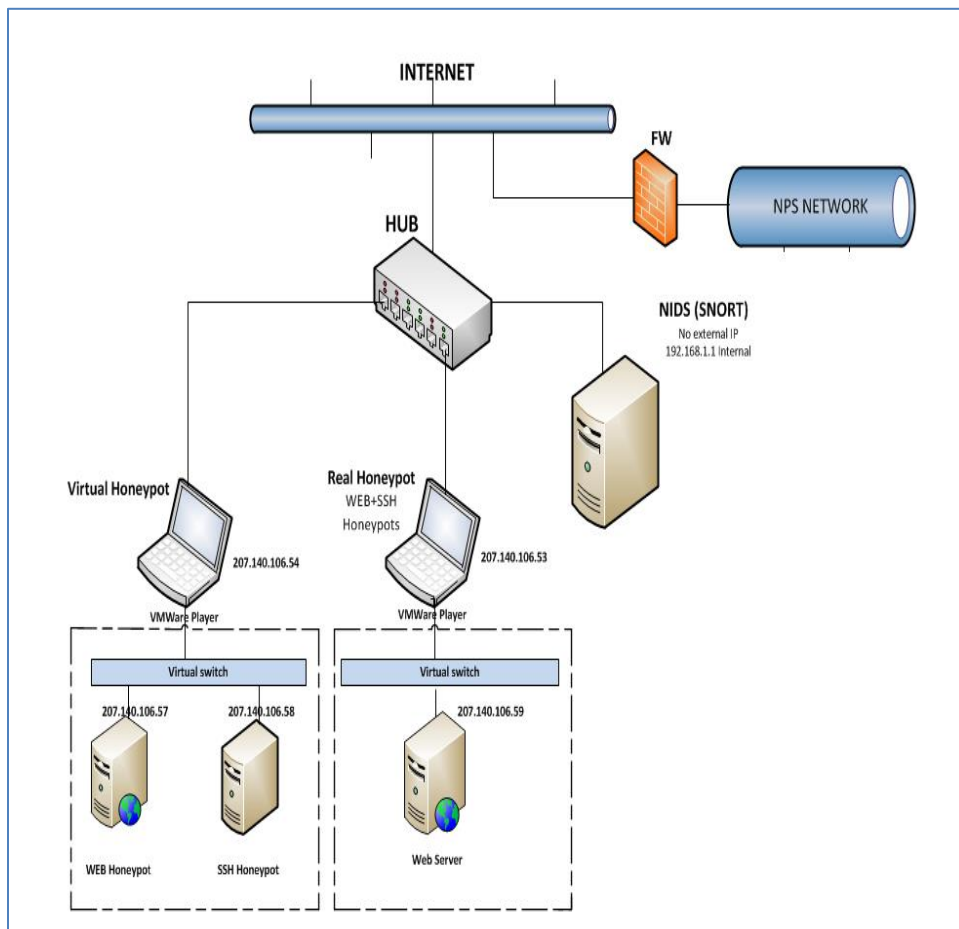 INTERNET
FW
NPS NETWORK
HUB
NIDS (SNORT)
No external IP
192.168.1.1 Internal
Virtual Honeypot
207.140.106.54
VMWare Player
Real Honeypot
WEB+SSH
Honeypots
207.140.106.53
VMWare Player
Virtual switch
207.140.106.57
207.140.106.58
WEB Honeypot
SSH Honeypot
Virtual switch
207.140.106.59
Web Server